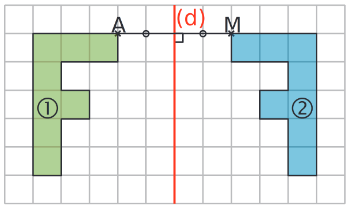 A (d) M
① ②